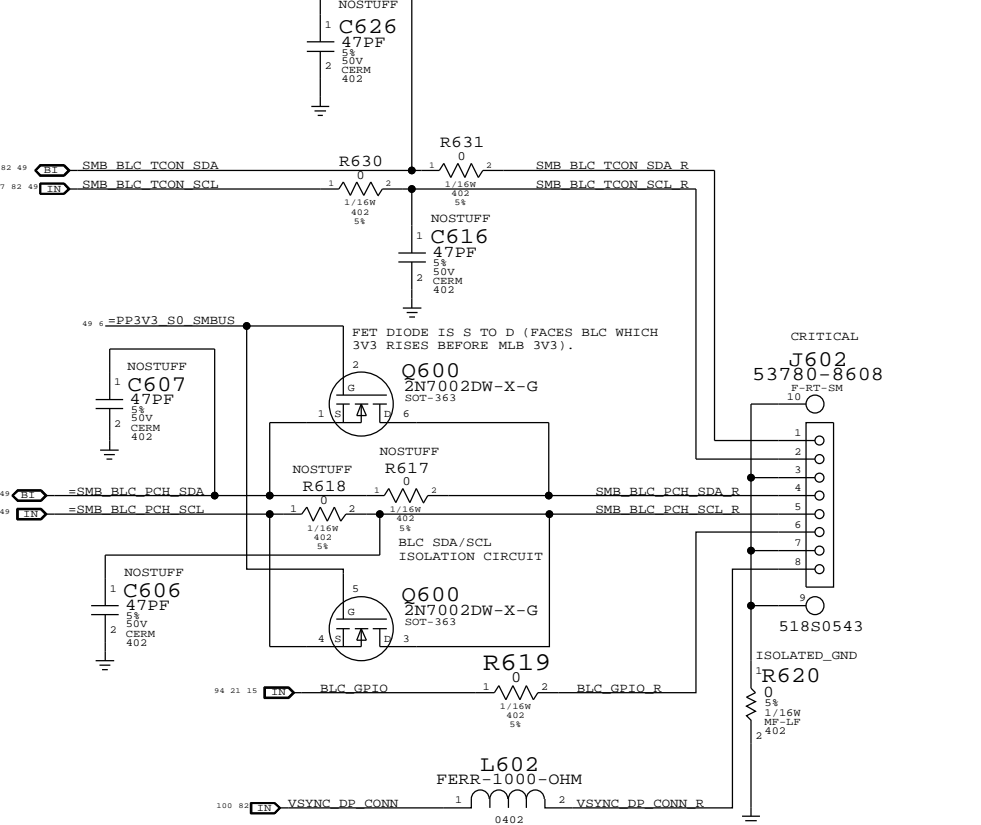 NOSTUFF
1 C626
47PF
5%
50V
2 CERM
402
R631
82 49 BI SMB_BLC_TCON_SDA R630 1 0 2 SMB_BLC_TCON_SDA_R
0
7 82 49 IN SMB_BLC_TCON_SCL 1 2 1/16W SMB_BLC_TCON_SCL_R
1/16W 402
402 5%
5%
NOSTUFF
1 C616
47PF
5%
50V
2 CERM
402
49 6 =PP3V3_S0_SMBUS
FET DIODE IS S TO D (FACES BLC WHICH
3V3 RISES BEFORE MLB 3V3).
CRITICAL
J602
53780-8608
F-RT-SM
10
NOSTUFF
1 C607
47PF
5%
50V
2 CERM
402
2 Q600
G 2N7002DW-X-G
SOT-363
1 S D 6
1
2
3
4
5
6
7
8
9
518S0543
NOSTUFF
R617
NOSTUFF
R618
0
49 BI =SMB_BLC_PCH_SDA 1 2 SMB_BLC_PCH_SDA_R
0
49 IN =SMB_BLC_PCH_SCL 1 2 1/16W SMB_BLC_PCH_SCL_R
1/16W 402
402 5%
5%
BLC SDA/SCL
ISOLATION CIRCUIT
NOSTUFF
1 C606
47PF
5%
50V
2 CERM
402
5 Q600
G 2N7002DW-X-G
SOT-363
4 S D 3
ISOLATED_GND
1 R620
0
5%
1/16W
MF-LF
2 402
R619
0
94 21 15 IN BLC_GPIO 1 2 BLC_GPIO_R
1/16W
402
5%
L602
FERR-1000-OHM
100 82 IN VSYNC_DP_CONN 1 2 VSYNC_DP_CONN_R
0402